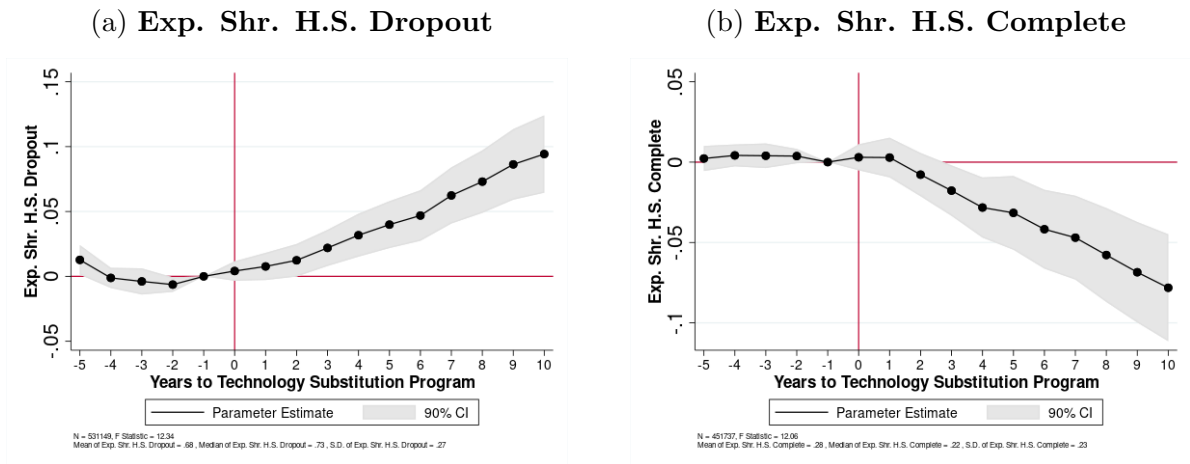 (a) Exp. Shr. H.S. Dropout
Exp. Shr. H.S. Dropout
.15
.1
.05
0
-.05
-5 -4 -3 -2 -1 0 1 2 3 4 5 6 7 8 9 10
Years to Technology Substitution Program
Parameter Estimate 90% CI
N = 531149, F Statistic = 12.34
Mean of Exp. Shr. H.S. Dropout = .68 , Median of Exp. Shr. H.S. Dropout = .73 , S.D. of Exp. Shr. H.S. Dropout = .27
(b) Exp. Shr. H.S. Complete
Exp. Shr. H.S. Complete
.05
0
-.05
-.1
-5 -4 -3 -2 -1 0 1 2 3 4 5 6 7 8 9 10
Years to Technology Substitution Program
Parameter Estimate 90% CI
N = 451737, F Statistic = 12.06
Mean of Exp. Shr. H.S. Complete = .28 , Median of Exp. Shr. H.S. Complete = .22 , S.D. of Exp. Shr. H.S. Complete = .23